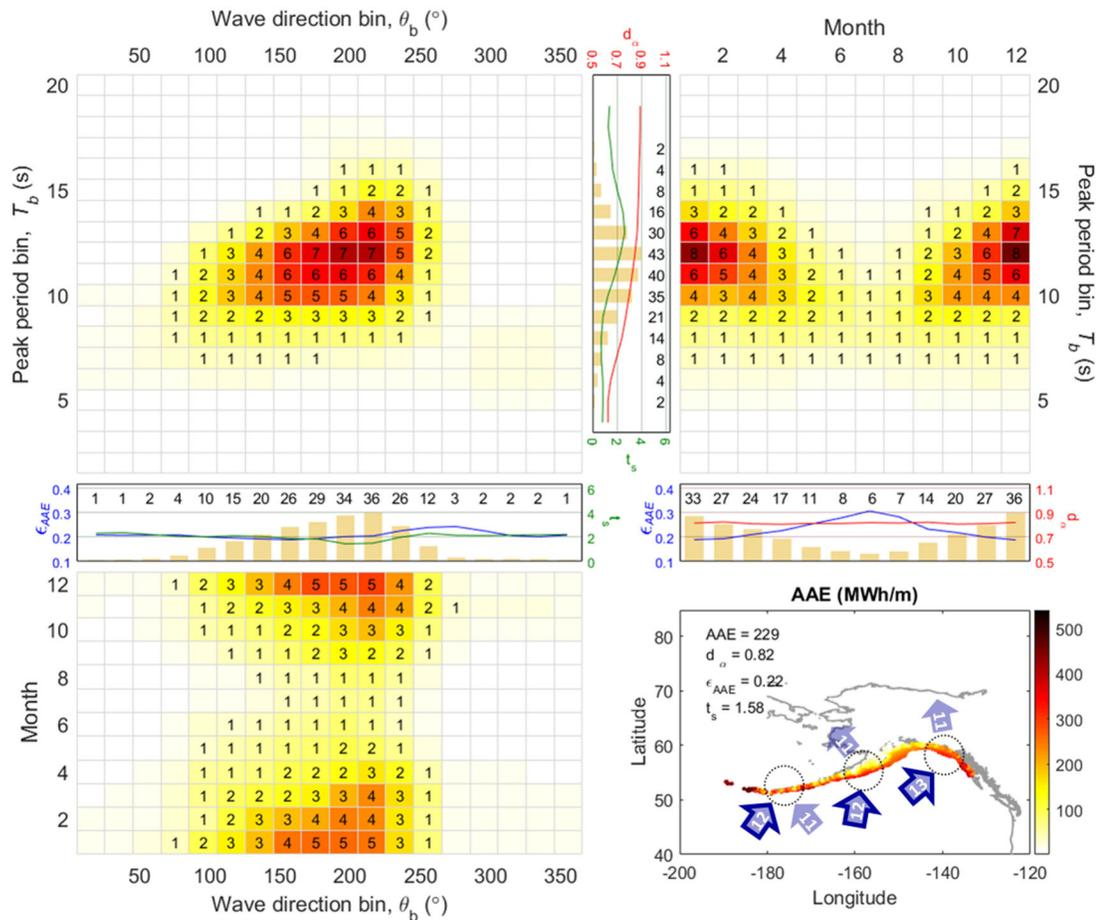 Wave direction bin, θb (°)
50 100 150 200 250 300 350
dα
0.5 0.7 0.9 1.1
Month
2 4 6 8 10 12
Peak period bin, Tb (s)
20
15
10
5
1 1 1
1 1 2 2 1
1 1 2 3 4 3 1
1 2 3 4 6 6 5 2
1 3 4 6 7 7 7 5 2
1 2 3 4 6 6 6 6 4 2
1 2 3 4 5 5 5 4 3 1
1 2 2 2 3 3 3 3 2 1
1 1 1 1 1 1 2 2 2
1 1 1 1 1
2
4
8
16
30
43
40
35
21
14
8
4
2
0 2 4 6
ts
1 1 1
1 1 1 1 2
3 2 2 1 1 1 2 3
6 4 3 1 1 1 2 4 7
8 6 4 3 1 1 1 2 3 6 8
6 5 4 3 2 1 1 1 2 4 5 6
4 3 3 2 2 1 1 1 3 4 4 4
2 2 2 2 2 1 1 2 2 2 2 2
1 1 1 1 1 1 1 1 1 1 1 1
1 1 1 1 1 1 1 1 1 1 1 1
20
15
10
5
Peak period bin, Tb (s)
ϵAAE
0.4
0.3
0.2
0.1
1 1 2 4 10 15 20 26 29 34 36 26 12 3 2 2 2 1
6
4
2
0
ts
ϵAAE
0.4
0.3
0.2
0.1
33 27 24 17 11 8 6 7 14 20 27 36
1.1
0.9
0.7
0.5
dα
Month
12
10
8
6
4
2
1 2 3 3 4 5 5 5 4 2
1 2 2 3 3 4 4 4 2 1
1 1 1 2 2 3 3 3 1
1 1 1 2 3 2 2 1
1 1 1 1 1 1
1 1 1 1 1
1 1 1 1 1 1 1
1 1 1 1 1 2 2 1
1 1 1 2 2 2 3 2 1
1 2 2 2 3 3 4 3 1
1 2 3 3 4 4 4 3 1
1 2 3 3 4 5 5 5 3 1
50 100 150 200 250 300 350
Wave direction bin, θb (°)
AAE (MWh/m)
AAE = 229
dα = 0.82
ϵAAE = 0.22
ts = 1.58
Latitude
80
70
60
50
40
11
11
12
11
12
13
-200 -180 -160 -140 -120
Longitude
500
400
300
200
100